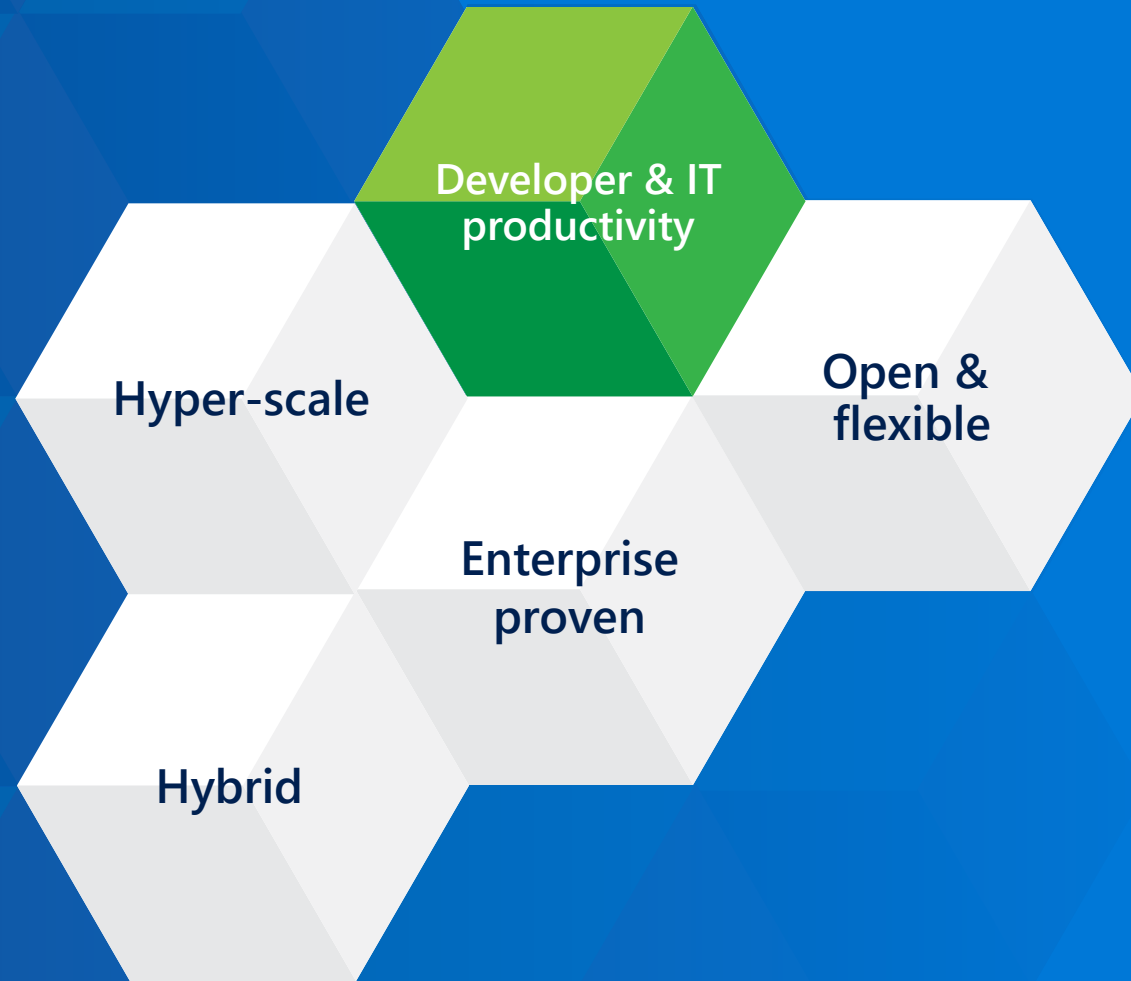 Developer & IT
productivity
Hyper-scale
Open &
flexible
Enterprise
proven
Hybrid